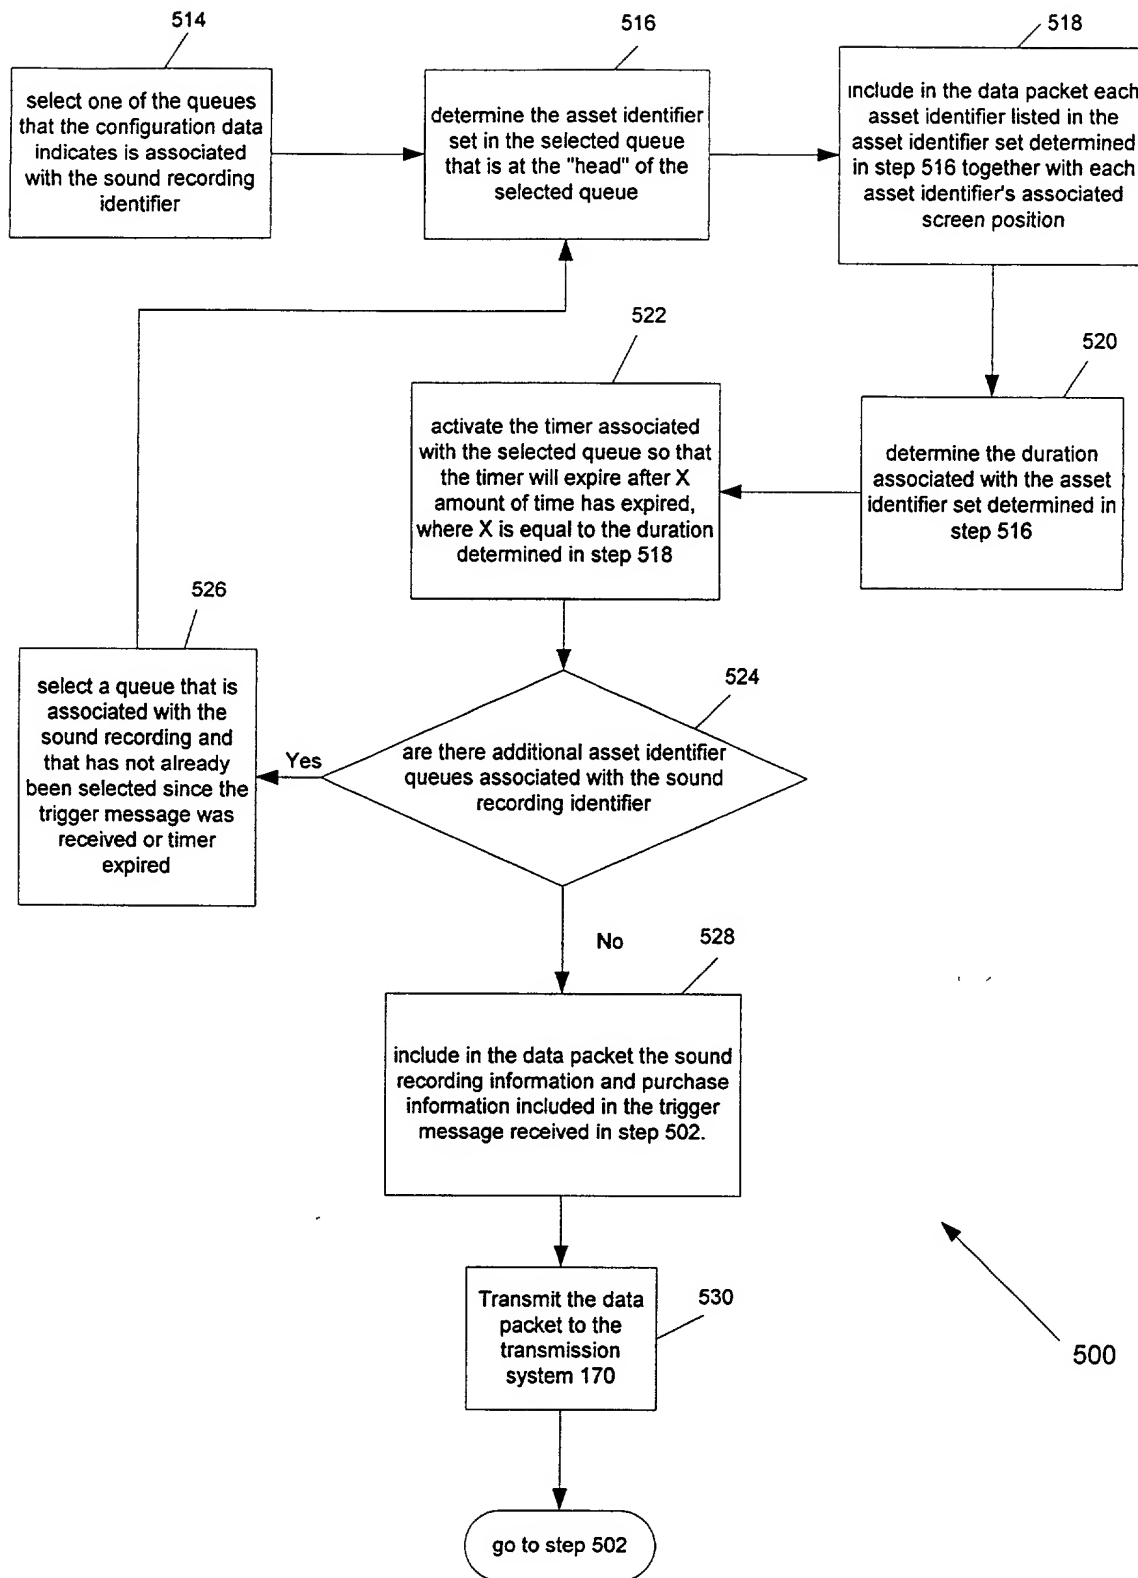 514
select one of the queues
that the configuration data
indicates is associated
with the sound recording
identifier
516
determine the asset identifier
set in the selected queue
that is at the "head" of the
selected queue
518
include in the data packet each
asset identifier listed in the
asset identifier set determined
in step 516 together with each
asset identifier's associated
screen position
520
determine the duration
associated with the asset
identifier set determined in
step 516
522
activate the timer associated
with the selected queue so that
the timer will expire after X
amount of time has expired,
where X is equal to the duration
determined in step 518
524
are there additional asset identifier
queues associated with the sound
recording identifier
Yes
526
select a queue that is
associated with the
sound recording and
that has not already
been selected since the
trigger message was
received or timer
expired
No
528
include in the data packet the sound
recording information and purchase
information included in the trigger
message received in step 502.
530
Transmit the data
packet to the
transmission
system 170
500
go to step 502